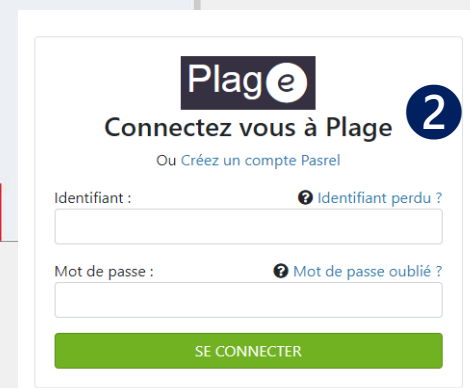 Plage
2
Connectez vous à Plage
Ou Créez un compte Pasrel
Identifiant : ? Identifiant perdu ?
Mot de passe : ? Mot de passe oublié ?
SE CONNECTER